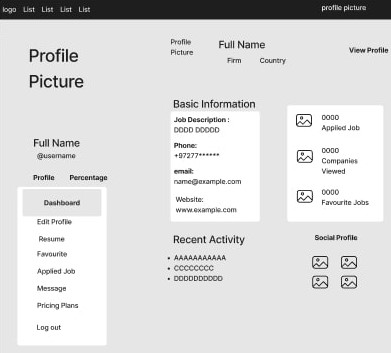 logo List List List List
profile picture
Profile
Picture
Full Name
@username
Profile Percentage
Dashboard
Edit Profile
Resume
Favourite
Applied Job
Message
Pricing Plans
Log out
Profile
Picture
Full Name
Firm Country
View Profile
Basic Information
Job Description :
DDDD DDDDD
Phone:
+97277******
email:
name@example.com
Website:
www.example.com
0000
Applied Job
0000
Companies
Viewed
0000
Favourite Jobs
Recent Activity
• AAAAAAAAAAA
• CCCCCCCC
• DDDDDDDDDD
Social Profile